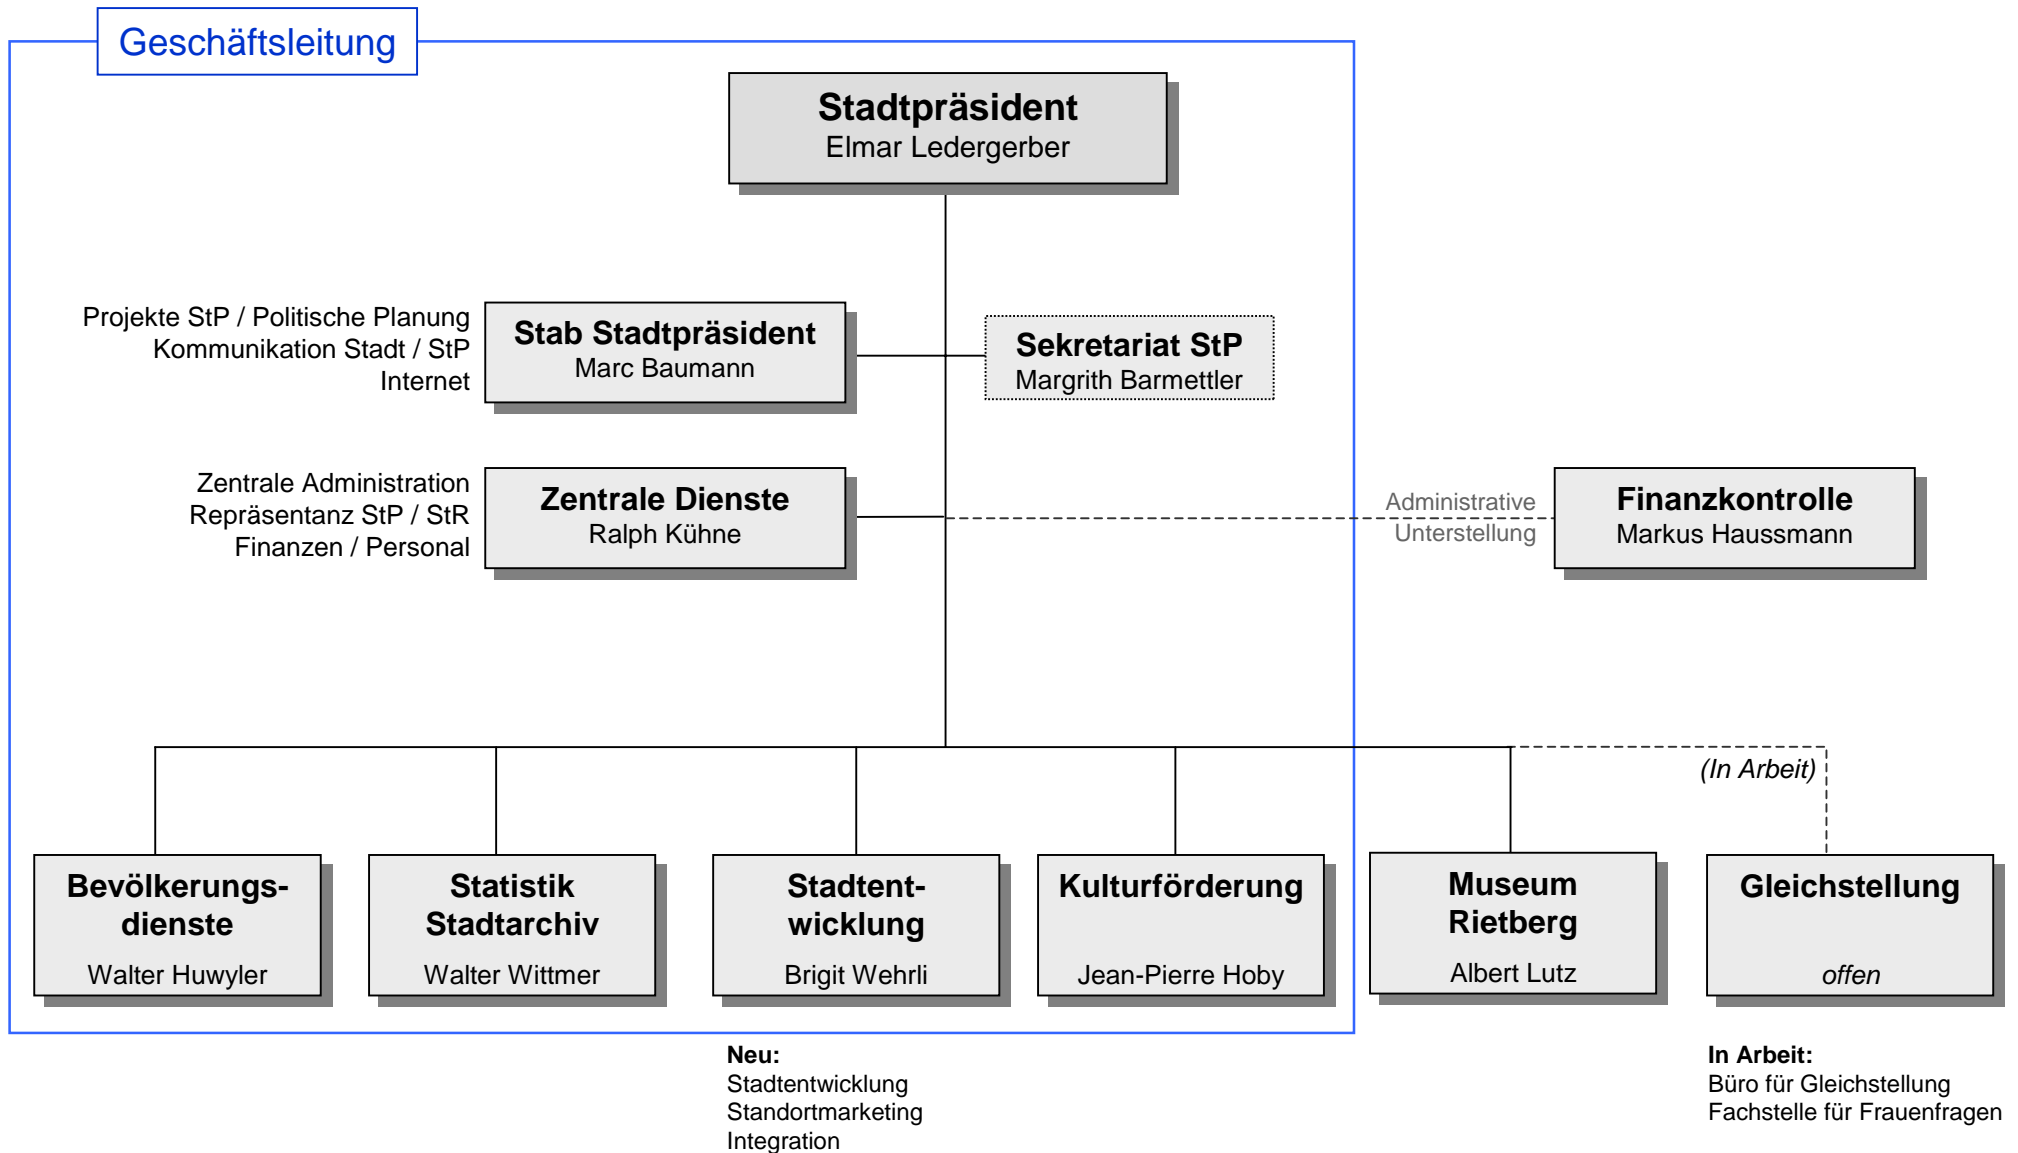 Geschäftsleitung
Stadtpräsident
Elmar Ledergerber
Projekte StP / Politische Planung
Kommunikation Stadt / StP
Internet
Stab Stadtpräsident
Marc Baumann
Sekretariat StP
Margrith Barmettler
Zentrale Administration
Repräsentanz StP / StR
Finanzen / Personal
Zentrale Dienste
Ralph Kühne
Administrative
Unterstellung
Finanzkontrolle
Markus Haussmann
(In Arbeit)
Bevölkerungs-
dienste
Walter Huwyler
Statistik
Stadtarchiv
Walter Wittmer
Stadtent-
wicklung
Brigit Wehrli
Kulturförderung
Jean-Pierre Hoby
Museum
Rietberg
Albert Lutz
Gleichstellung
offen
Neu:
Stadtentwicklung
Standortmarketing
Integration
In Arbeit:
Büro für Gleichstellung
Fachstelle für Frauenfragen